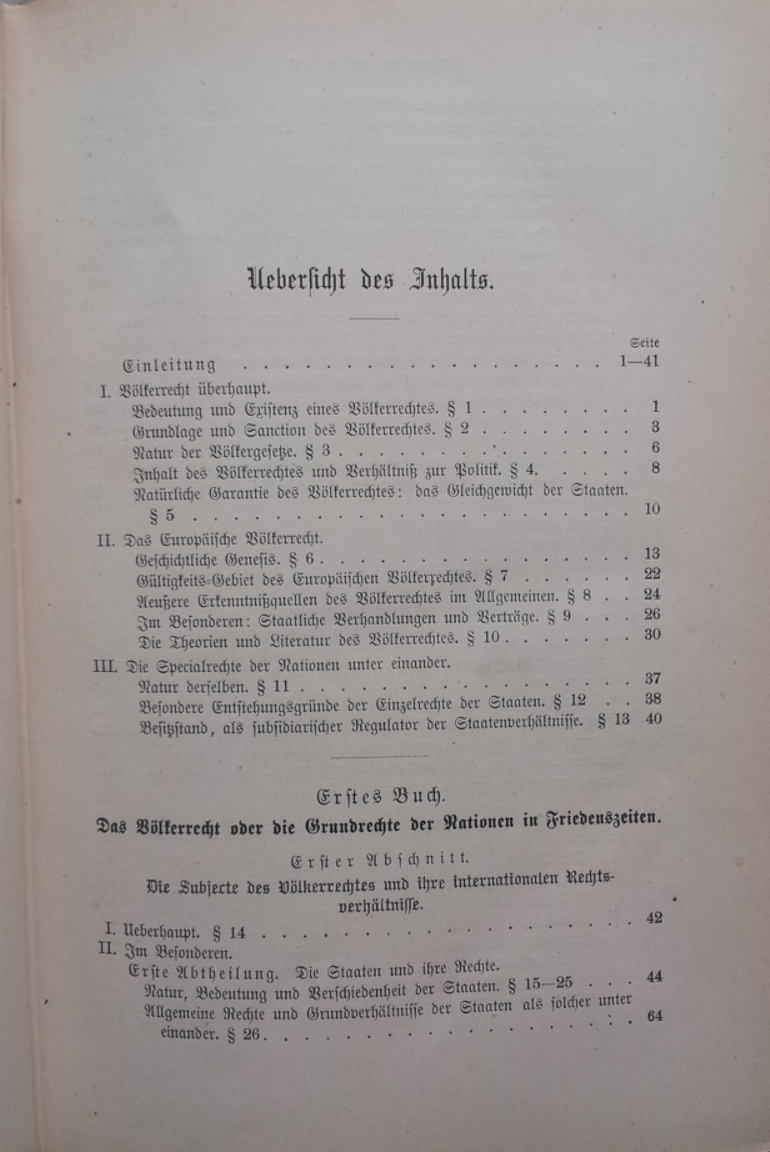 Uebersicht des Inhalts.
Seite
Einleitung . . . . . . . . . . . . . . . . . . 1—41
I. Völkerrecht überhaupt.
Bedeutung und Existenz eines Völkerrechtes. § 1 . . . . . . . . 1
Grundlage und Sanction des Völkerrechtes. § 2 . . . . . . . . 3
Natur der Völkergesetze. § 3 . . . . . . . . . . . . . . 6
Inhalt des Völkerrechtes und Verhältniß zur Politik. § 4. . . . . 8
Natürliche Garantie des Völkerrechtes: das Gleichgewicht der Staaten.
§ 5 . . . . . . . . . . . . . . . . . . . . . 10
II. Das Europäische Völkerrecht.
Geschichtliche Genesis. § 6 . . . . . . . . . . . . . . . 13
Gültigkeits-Gebiet des Europäischen Völkerrechtes. § 7 . . . . . . 22
Aeußere Erkenntnißquellen des Völkerrechtes im Allgemeinen. § 8 . . 24
Im Besonderen: Staatliche Verhandlungen und Verträge. § 9 . . . 26
Die Theorien und Literatur des Völkerrechtes. § 10 . . . . . . . 30
III. Die Specialrechte der Nationen unter einander.
Natur derselben. § 11 . . . . . . . . . . . . . . . . 37
Besondere Entstehungsgründe der Einzelrechte der Staaten. § 12 . . 38
Besitzstand, als subsidiarischer Regulator der Staatenverhältnisse. § 13 40
Erstes Buch.
Das Völkerrecht oder die Grundrechte der Nationen in Friedenszeiten.
Erster Abschnitt.
Die Subjecte des Völkerrechtes und ihre internationalen Rechts-
verhältnisse.
I. Ueberhaupt. § 14 . . . . . . . . . . . . . . . . . . 42
II. Im Besonderen.
Erste Abtheilung. Die Staaten und ihre Rechte.
Natur, Bedeutung und Verschiedenheit der Staaten. § 15—25 . . . 44
Allgemeine Rechte und Grundverhältnisse der Staaten als solcher unter
einander. § 26 . . . . . . . . . . . . . . . . . . 64